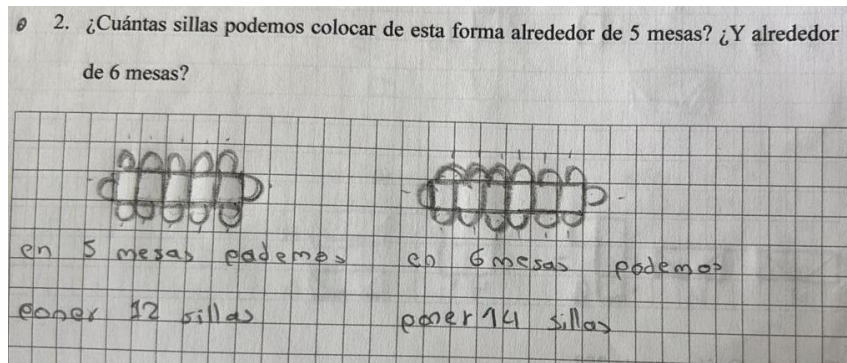 2. ¿Cuántas sillas podemos colocar de esta forma alrededor de 5 mesas? ¿Y alrededor
de 6 mesas?
en 5 mesas pademos
poner 12 sillas
en 6 mesas podemos
poner 14 sillas